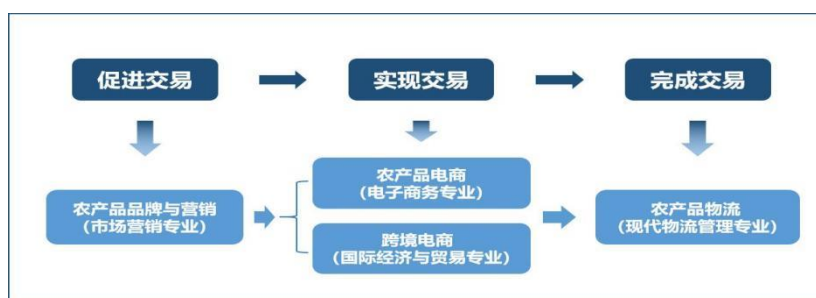 促进交易
实现交易
完成交易
农产品品牌与营销
(市场营销专业)
农产品电商
(电子商务专业)
跨境电商
(国际经济与贸易专业)
农产品物流
(现代物流管理专业)